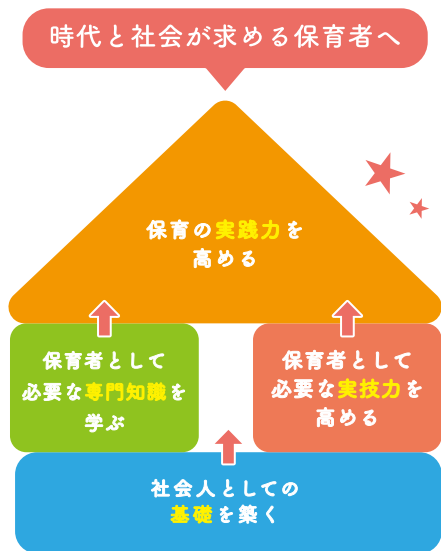 時代と社会が求める保育者へ
保育の実践力を
高める
保育者として
必要な専門知識を
学ぶ
保育者として
必要な実技力を
高める
社会人としての
基礎を築く